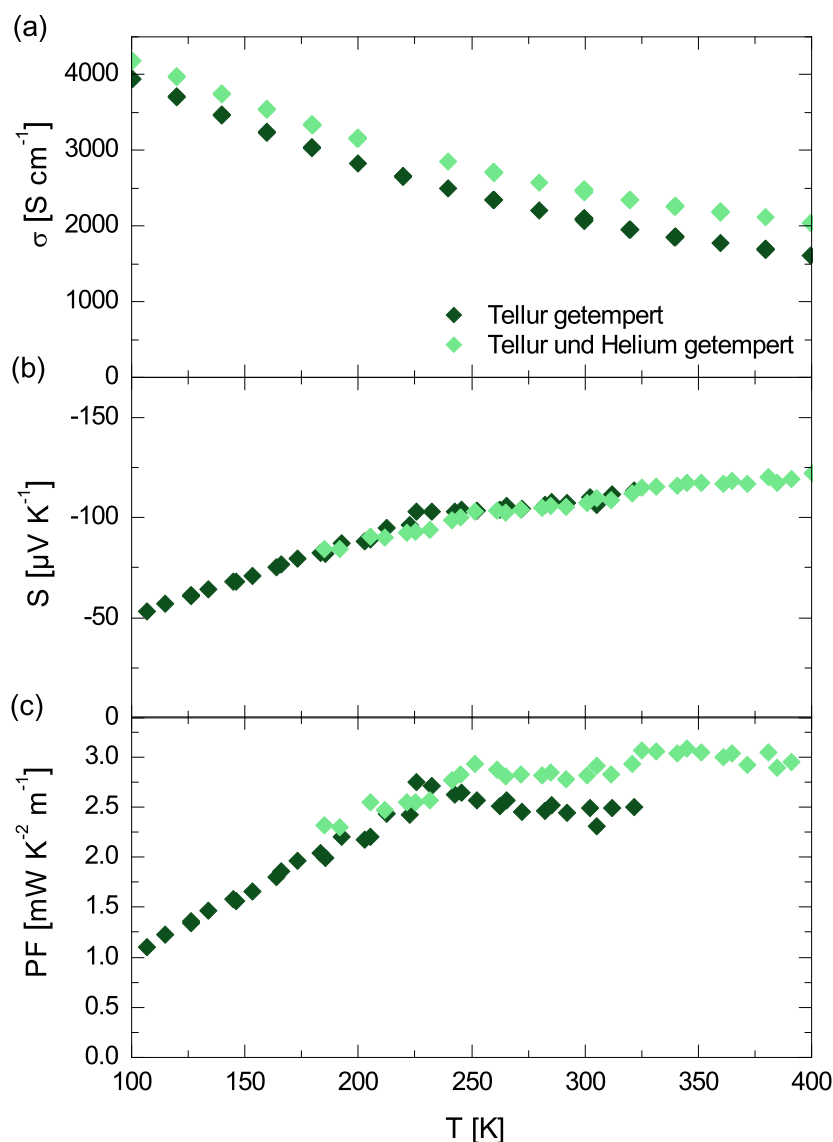 (a)
4000
3000
2000
1000
0
σ [S cm⁻¹]
Tellur getempert
Tellur und Helium getempert
(b)
-150
-100
-50
0
S [µV K⁻¹]
(c)
3.0
2.5
2.0
1.5
1.0
0.5
0.0
PF [mW K⁻² m⁻¹]
100 150 200 250 300 350 400
T [K]